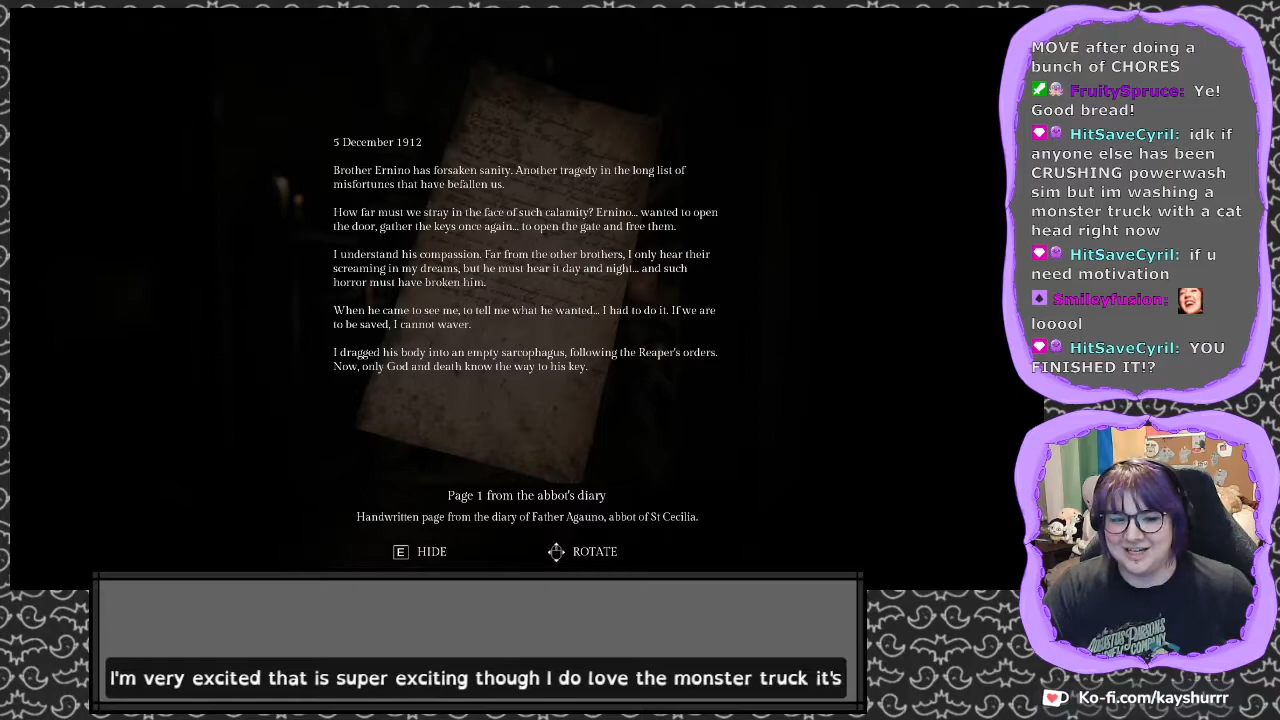 5 December 1912
Brother Ernino has forsaken sanity. Another tragedy in the long list of
misfortunes that have befallen us.
How far must we stray in the face of such calamity? Ernino... wanted to open
the door, gather the keys once again... to open the gate and free them.
I understand his compassion. Far from the other brothers, I only hear their
screaming in my dreams, but he must hear it day and night... and such
horror must have broken him.
When he came to see me, to tell me what he wanted... I had to do it. If we are
to be saved, I cannot waver.
I dragged his body into an empty sarcophagus, following the Reaper's orders.
Now, only God and death know the way to his key.
Page 1 from the abbot's diary
Handwritten page from the diary of Father Agauno, abbot of St Cecilia.
E HIDE
ROTATE
I'm very excited that is super exciting though I do love the monster truck it's
MOVE after doing a
bunch of CHORES
FruitySpruce: Ye!
Good bread!
HitSaveCyril: idk if
anyone else has been
CRUSHING powerwash
sim but im washing a
monster truck with a cat
head right now
HitSaveCyril: if u
need motivation
Smileyfusion:
looool
HitSaveCyril: YOU
FINISHED IT!?
Ko-fi.com/kayshurrr